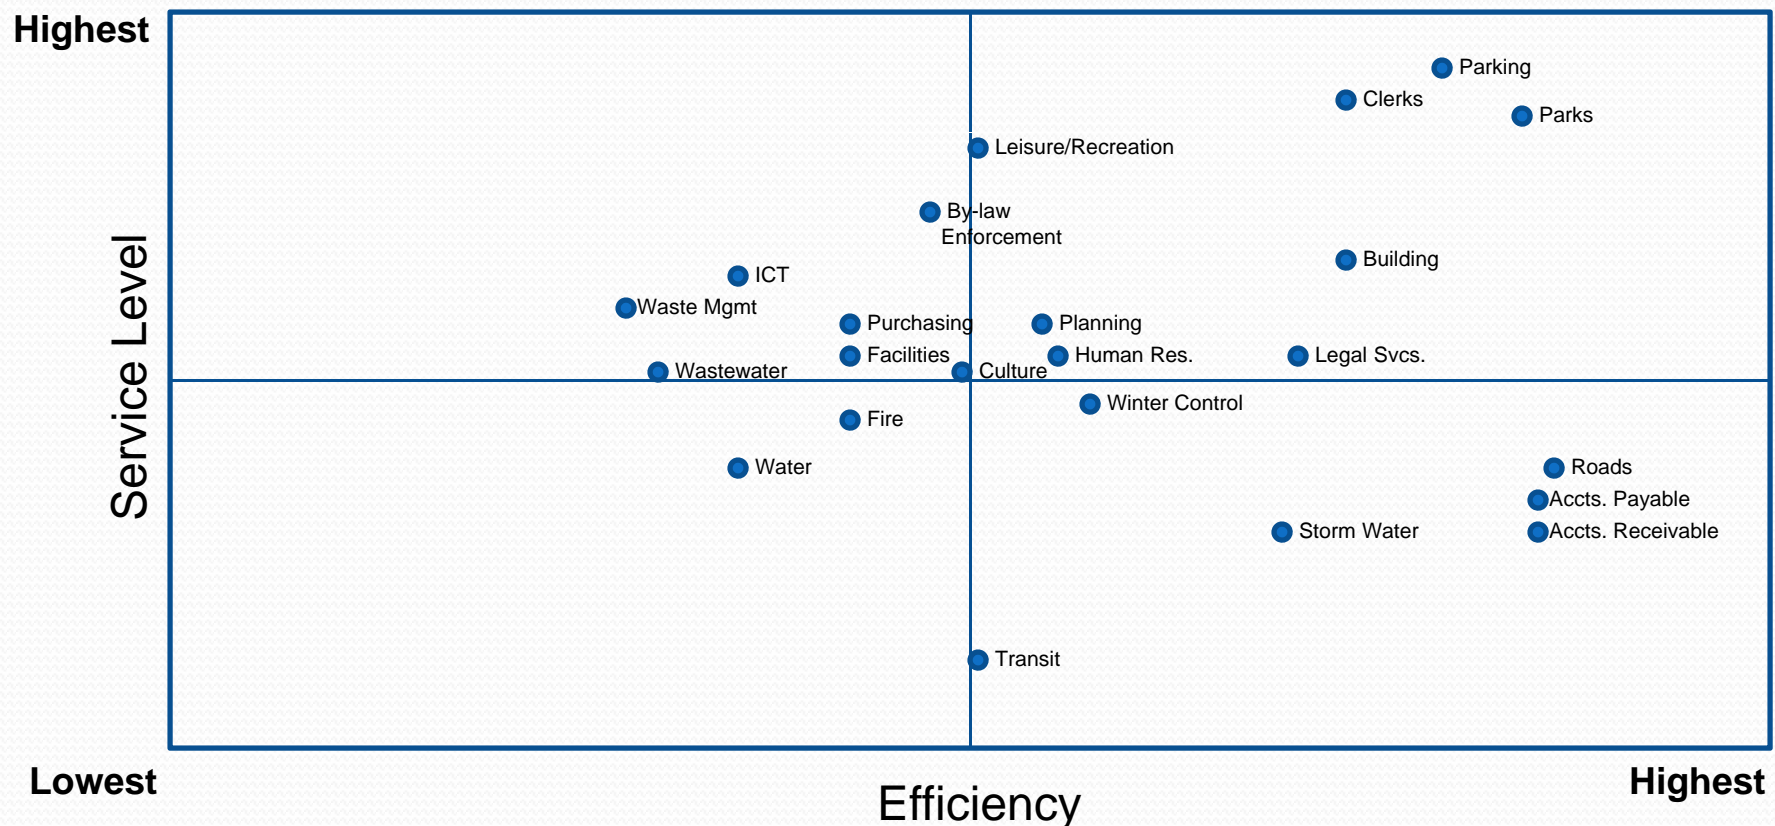 Highest
Parking
Clerks
Parks
Leisure/Recreation
By-law
Enforcement
Building
ICT
Waste Mgmt
Purchasing
Planning
Facilities
Human Res.
Legal Svcs.
Wastewater
Culture
Winter Control
Fire
Water
Roads
Accts. Payable
Storm Water
Accts. Receivable
Transit
Service Level
Lowest
Highest
Efficiency